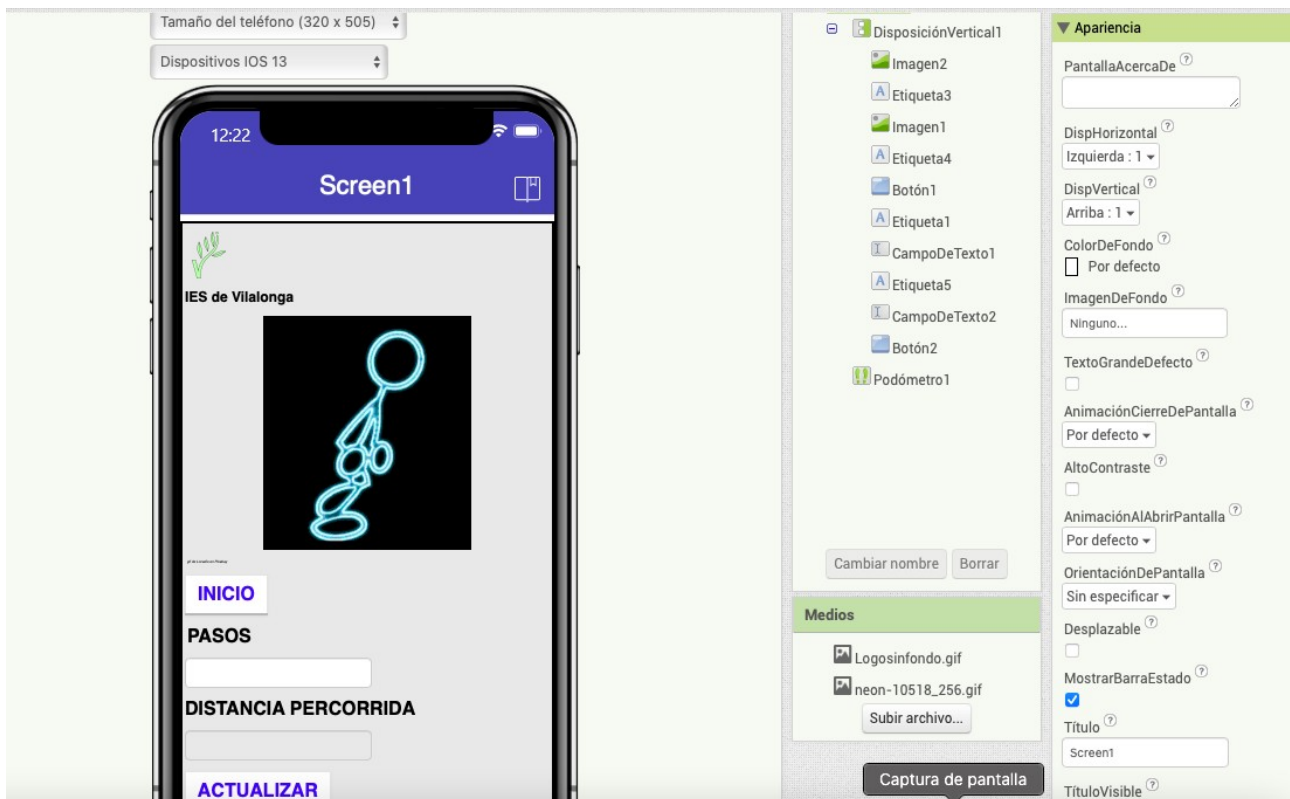 Tamaño del teléfono (320 x 505)
Dispositivos IOS 13
12:22
Screen1
IES de Vilalonga
INICIO
PASOS
DISTANCIA PERCORRIDA
ACTUALIZAR
DisposiciónVertical1
Imagen2
Etiqueta3
Imagen1
Etiqueta4
Botón1
Etiqueta1
CampoDeTexto1
Etiqueta5
CampoDeTexto2
Botón2
Podómetro1
Cambiar nombre Borrar
Medios
Logosinfondo.gif
neon-10518_256.gif
Subir archivo...
Captura de pantalla
Apariencia
PantallaAcercaDe ?
DispHorizontal ?
Izquierda : 1
DispVertical ?
Arriba : 1
ColorDeFondo ?
Por defecto
ImagenDeFondo ?
Ninguno...
TextoGrandeDefecto ?
AnimaciónCierreDePantalla ?
Por defecto
AltoContraste ?
AnimaciónAlAbrirPantalla ?
Por defecto
OrientaciónDePantalla ?
Sin especificar
Desplazable ?
MostrarBarraEstado ?
Título ?
Screen1
TítuloVisible ?